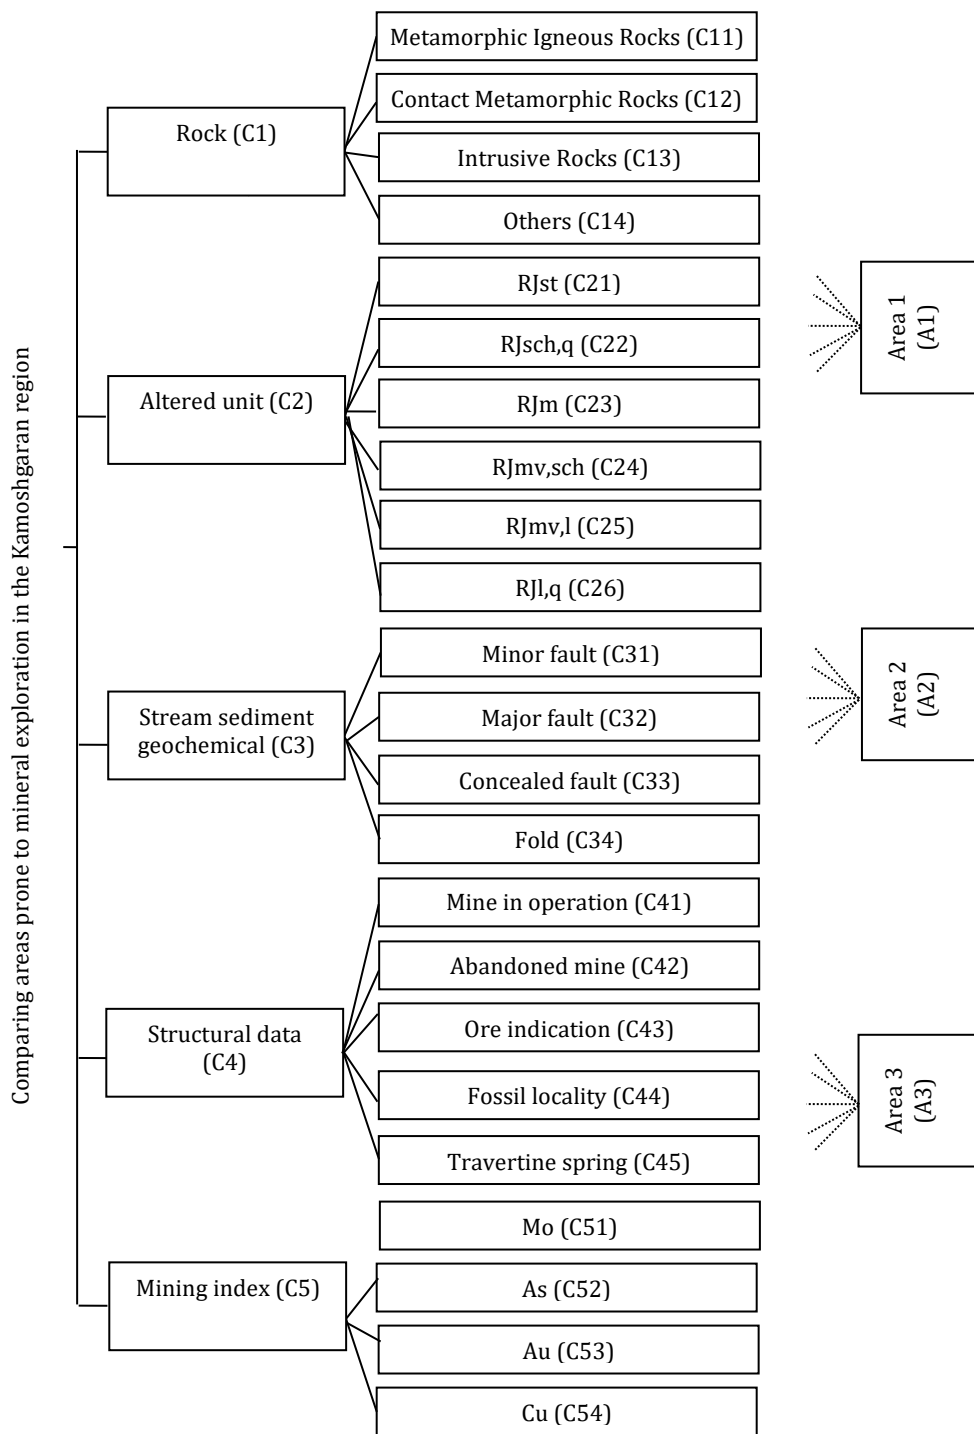 Comparing areas prone to mineral exploration in the Kamoshgaran region
Rock (C1)
Metamorphic Igneous Rocks (C11)
Contact Metamorphic Rocks (C12)
Intrusive Rocks (C13)
Others (C14)
Altered unit (C2)
RJst (C21)
RJsch,q (C22)
RJm (C23)
RJmv,sch (C24)
RJmv,l (C25)
RJl,q (C26)
Stream sediment
geochemical (C3)
Minor fault (C31)
Major fault (C32)
Concealed fault (C33)
Fold (C34)
Structural data
(C4)
Mine in operation (C41)
Abandoned mine (C42)
Ore indication (C43)
Fossil locality (C44)
Travertine spring (C45)
Mining index (C5)
Mo (C51)
As (C52)
Au (C53)
Cu (C54)
Area 1
(A1)
Area 2
(A2)
Area 3
(A3)